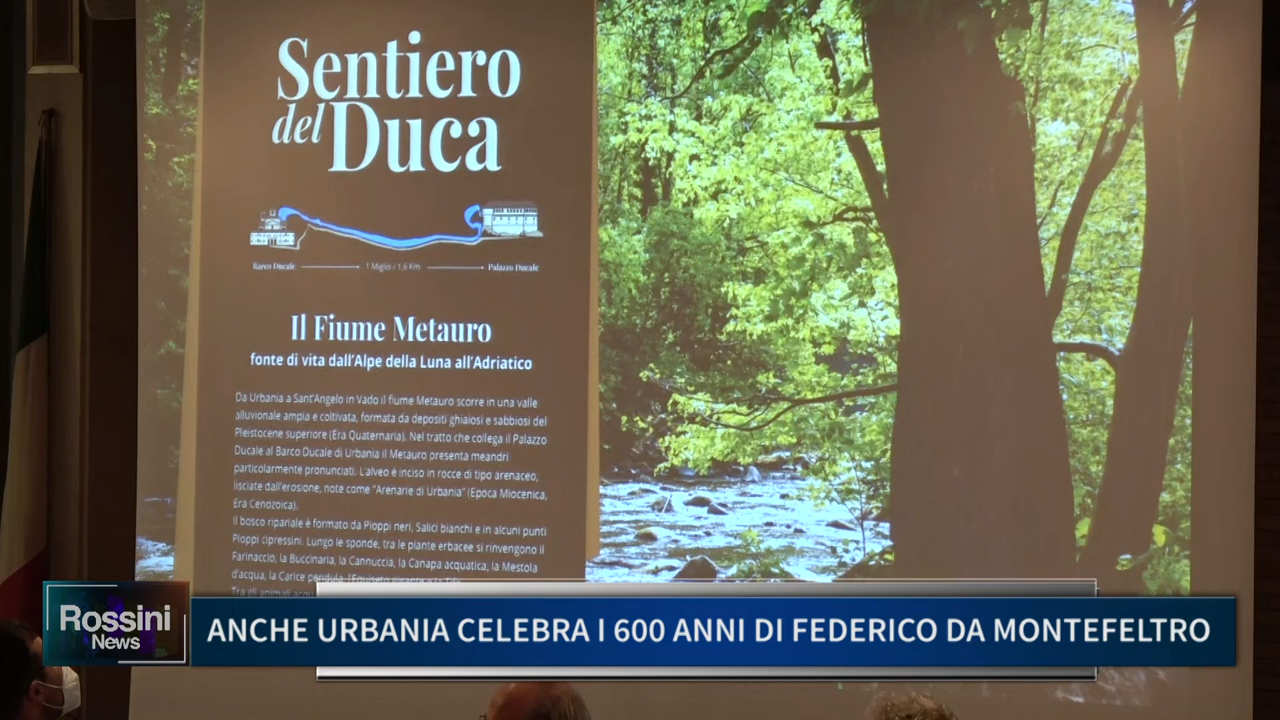 Sentiero
del Duca
Barco Ducale 1 Miglio / 1,6 Km Palazzo Ducale
Il Fiume Metauro
fonte di vita dall'Alpe della Luna all'Adriatico
Da Urbania a Sant'Angelo in Vado il fiume Metauro scorre in una valle
alluvionale ampia e coltivata, formata da depositi ghiaiosi e sabbiosi del
Pleistocene superiore (Era Quaternaria). Nel tratto che collega il Palazzo
Ducale al Barco Ducale di Urbania il Metauro presenta meandri
particolarmente pronunciati. L'alveo è inciso in rocce di tipo arenaceo,
lisciate dall'erosione, note come "Arenarie di Urbania" (Epoca Miocenica,
Era Cenozoica).
Il bosco ripariale è formato da Pioppi neri, Salici bianchi e in alcuni punti
Pioppi cipressini. Lungo le sponde, tra le piante erbacee si rinvengono il
Farinaccio, la Buccinaria, la Cannuccia, la Canapa acquatica, la Mestola
d'acqua, la Carice pendula, l'Equiseto
Tra gli animali
Rossini
News
ANCHE URBANIA CELEBRA I 600 ANNI DI FEDERICO DA MONTEFELTRO